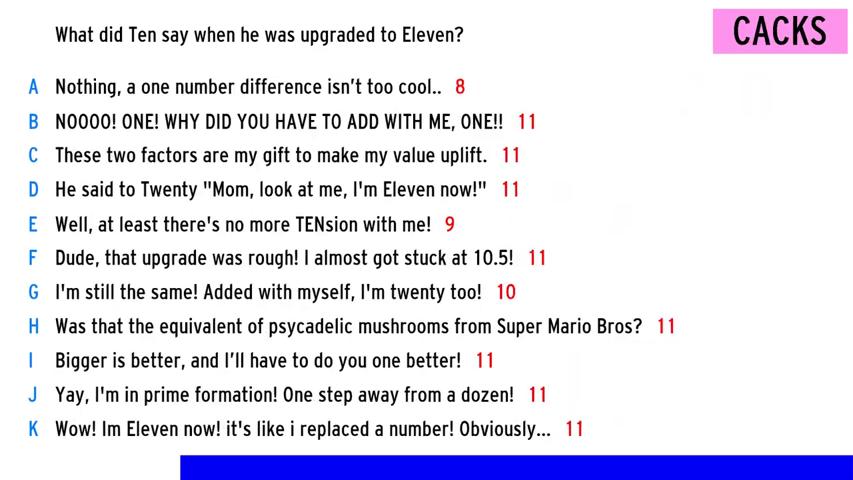 What did Ten say when he was upgraded to Eleven?
CACKS
A Nothing, a one number difference isn't too cool.. 8
B NOOOO! ONE! WHY DID YOU HAVE TO ADD WITH ME, ONE!! 11
C These two factors are my gift to make my value uplift. 11
D He said to Twenty "Mom, look at me, I'm Eleven now!" 11
E Well, at least there's no more TENsion with me! 9
F Dude, that upgrade was rough! I almost got stuck at 10.5! 11
G I'm still the same! Added with myself, I'm twenty too! 10
H Was that the equivalent of psycadelic mushrooms from Super Mario Bros? 11
I Bigger is better, and I'll have to do you one better! 11
J Yay, I'm in prime formation! One step away from a dozen! 11
K Wow! Im Eleven now! it's like i replaced a number! Obviously... 11